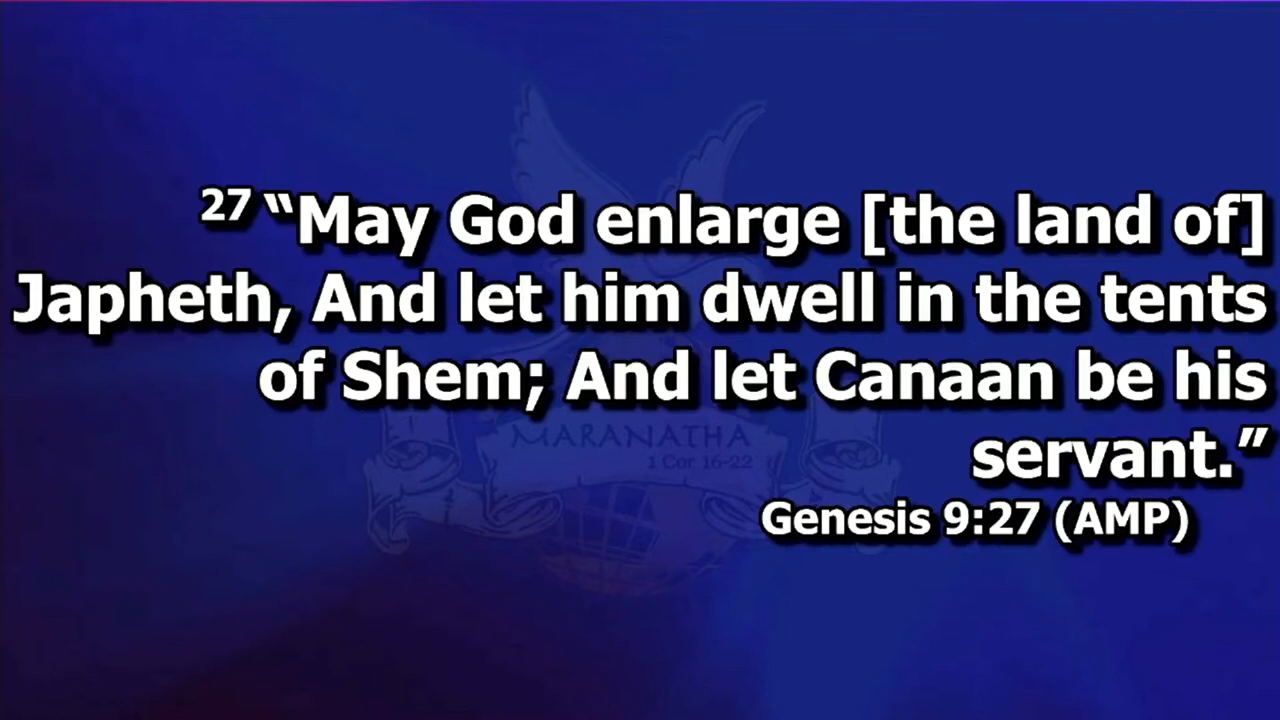 27 “May God enlarge [the land of]
Japheth, And let him dwell in the tents
of Shem; And let Canaan be his
servant.”
Genesis 9:27 (AMP)
MARANATHA
1 Cor 16-22